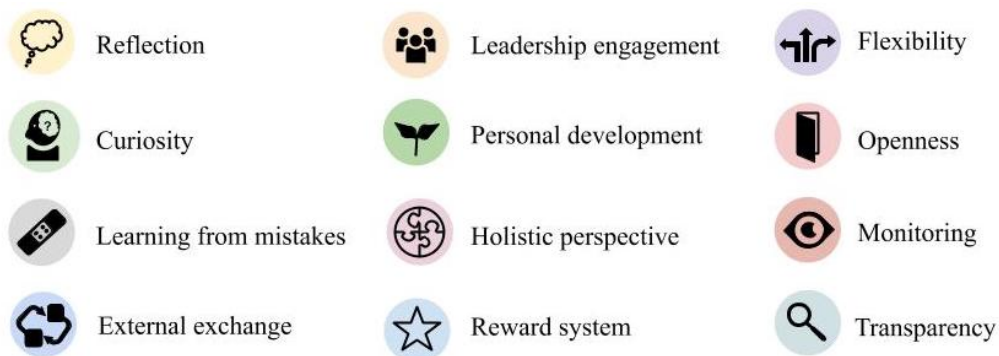 Reflection
Leadership engagement
Flexibility
Curiosity
?
Personal development
Openness
Learning from mistakes
Holistic perspective
Monitoring
External exchange
Reward system
Transparency